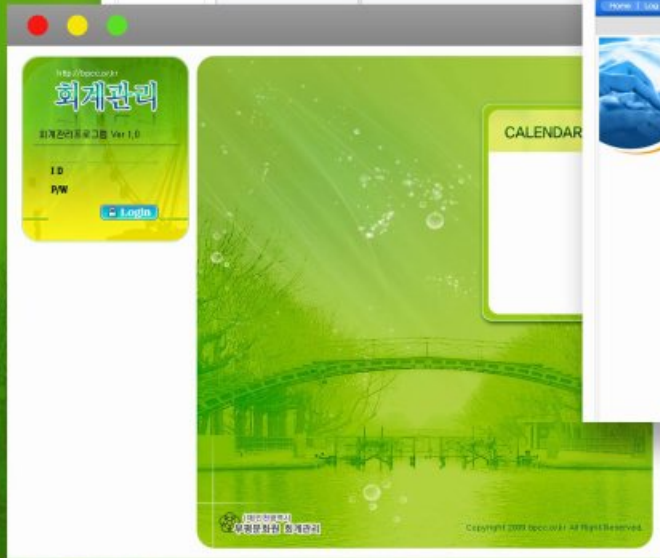 Home | Log
http://bpcc.or.kr
회계관리
회계관리프로그램 Ver 1.0
I D
P/W
Login
CALENDAR
부평문화원 회계관리
Copyright 2009 bpcc.or.kr All Right Reserved.